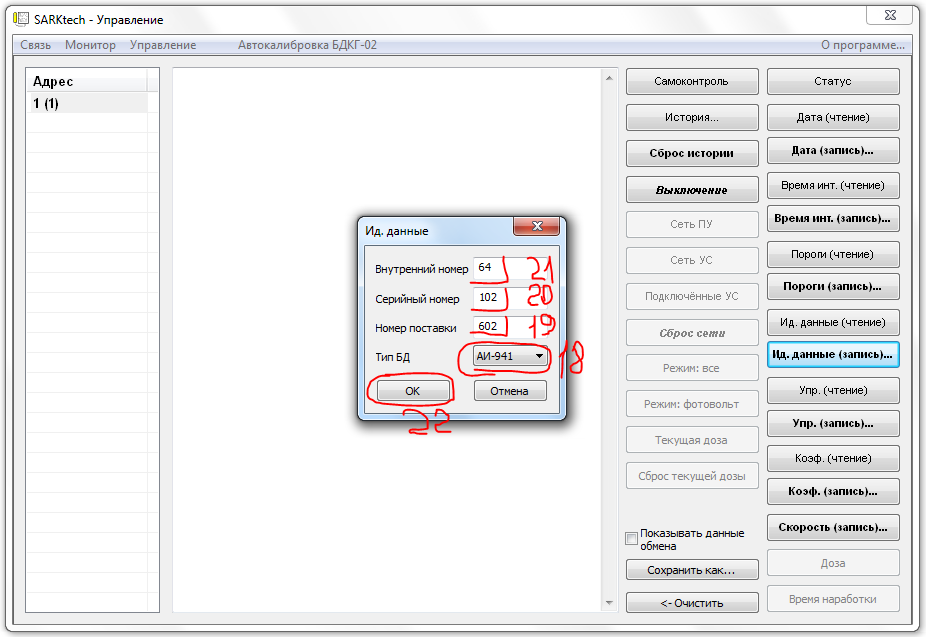 SARKtech - Управление
Связь Монитор Управление Автокалибровка БДКГ-02 О программе...
Адрес
1 (1)
Самоконтроль
История...
Сброс истории
Выключение
Сеть ПУ
Сеть УС
Подключённые УС
Сброс сети
Режим: все
Режим: фотовольт
Текущая доза
Сброс текущей дозы
Показывать данные
обмена
Сохранить как...
<- Очистить
Статус
Дата (чтение)
Дата (запись)...
Время инт. (чтение)
Время инт. (запись)...
Пороги (чтение)
Пороги (запись)...
Ид. данные (чтение)
Ид. данные (запись)...
Упр. (чтение)
Упр. (запись)...
Коэф. (чтение)
Коэф. (запись)...
Скорость (запись)...
Доза
Время наработки
Ид. данные
Внутренний номер 64 21
Серийный номер 102 20
Номер поставки 602 19
Тип БД АИ-941 18
ОК Отмена
22